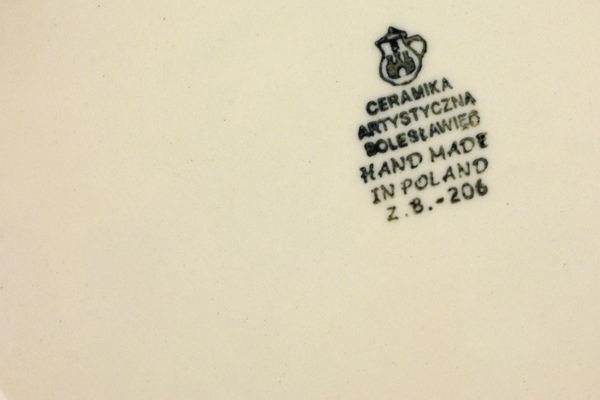 CERAMIKA
ARTYSTYCZNA
BOLESŁAWIEC
HAND MADE
IN POLAND
Z.B.-206